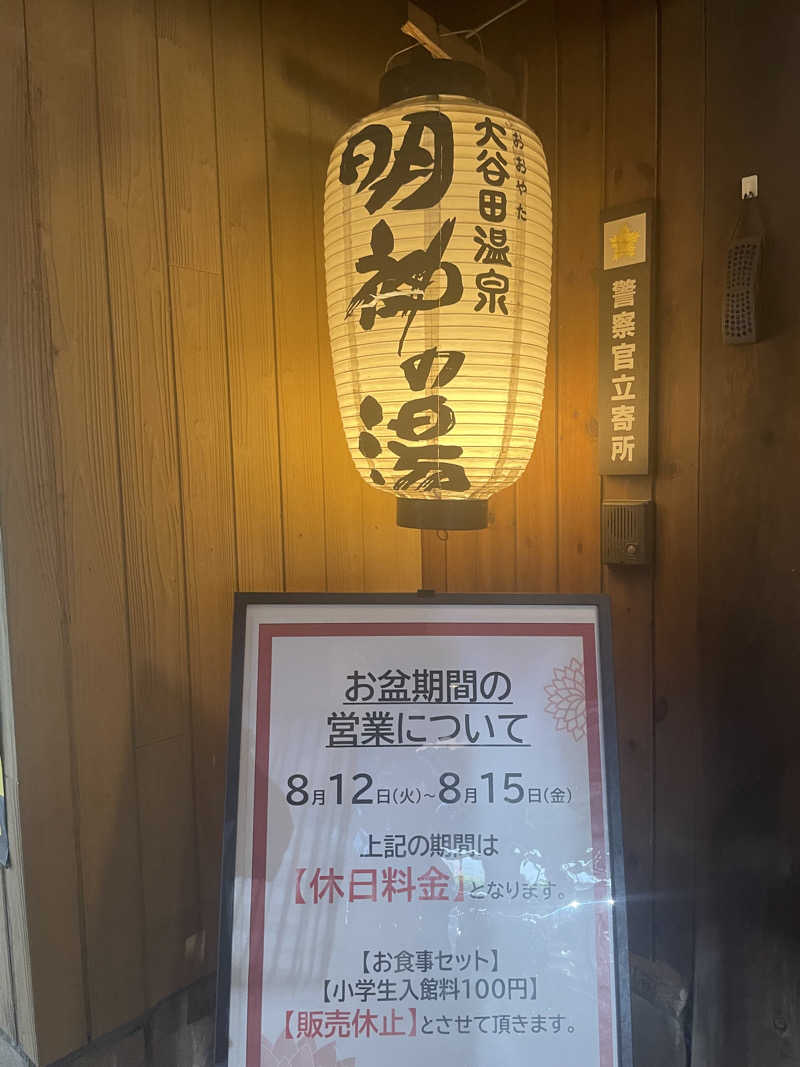 大谷田温泉
おおやた
明神の湯
警察官立寄所
お盆期間の
営業について
8月12日(火)～8月15日(金)
上記の期間は
【休日料金】となります。
【お食事セット】
【小学生入館料100円】
【販売休止】とさせて頂きます。